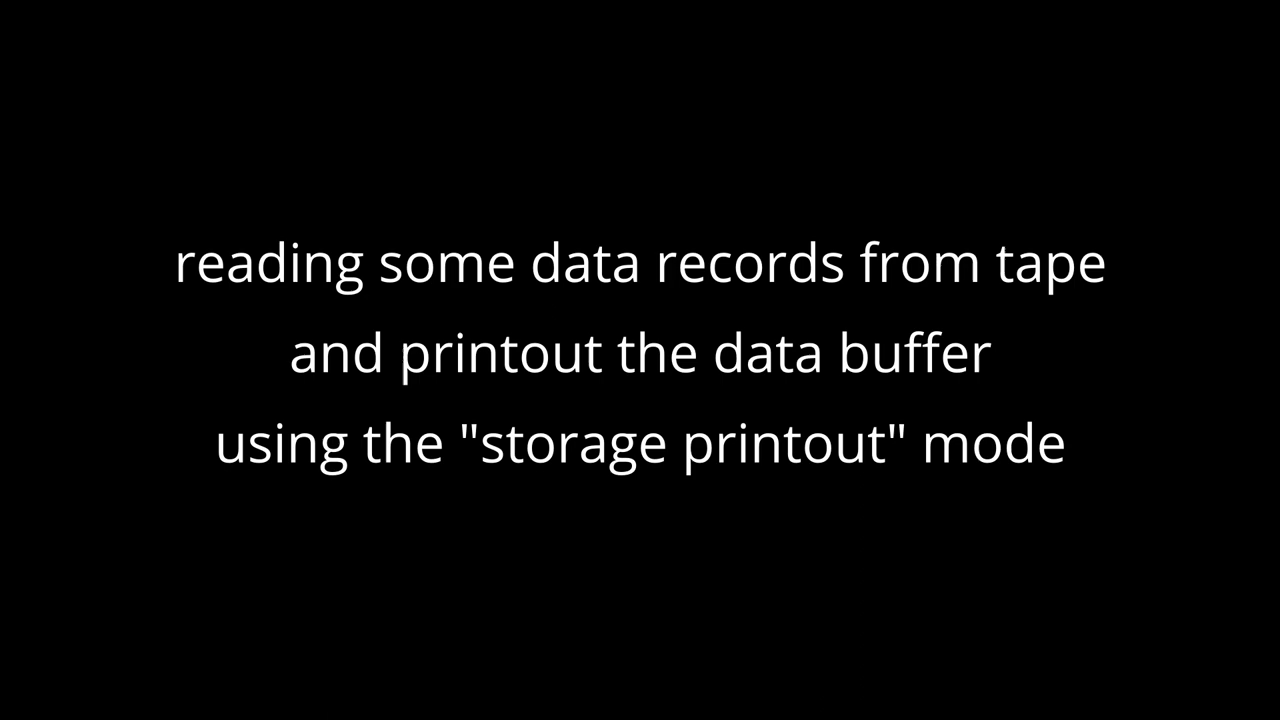 reading some data records from tape
and printout the data buffer
using the "storage printout" mode